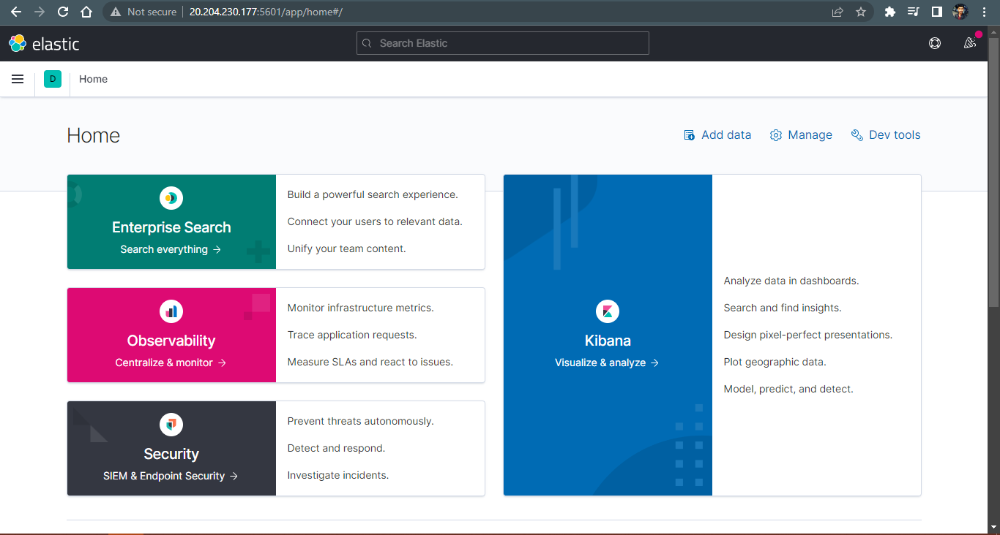 Not secure
20.204.230.177:5601/app/home#/
elastic
Search Elastic
D
Home
Home
Add data
Manage
Dev tools
Enterprise Search
Search everything →
Build a powerful search experience.
Connect your users to relevant data.
Unify your team content.
Observability
Centralize & monitor →
Monitor infrastructure metrics.
Trace application requests.
Measure SLAs and react to issues.
Security
SIEM & Endpoint Security →
Prevent threats autonomously.
Detect and respond.
Investigate incidents.
Kibana
Visualize & analyze →
Analyze data in dashboards.
Search and find insights.
Design pixel-perfect presentations.
Plot geographic data.
Model, predict, and detect.